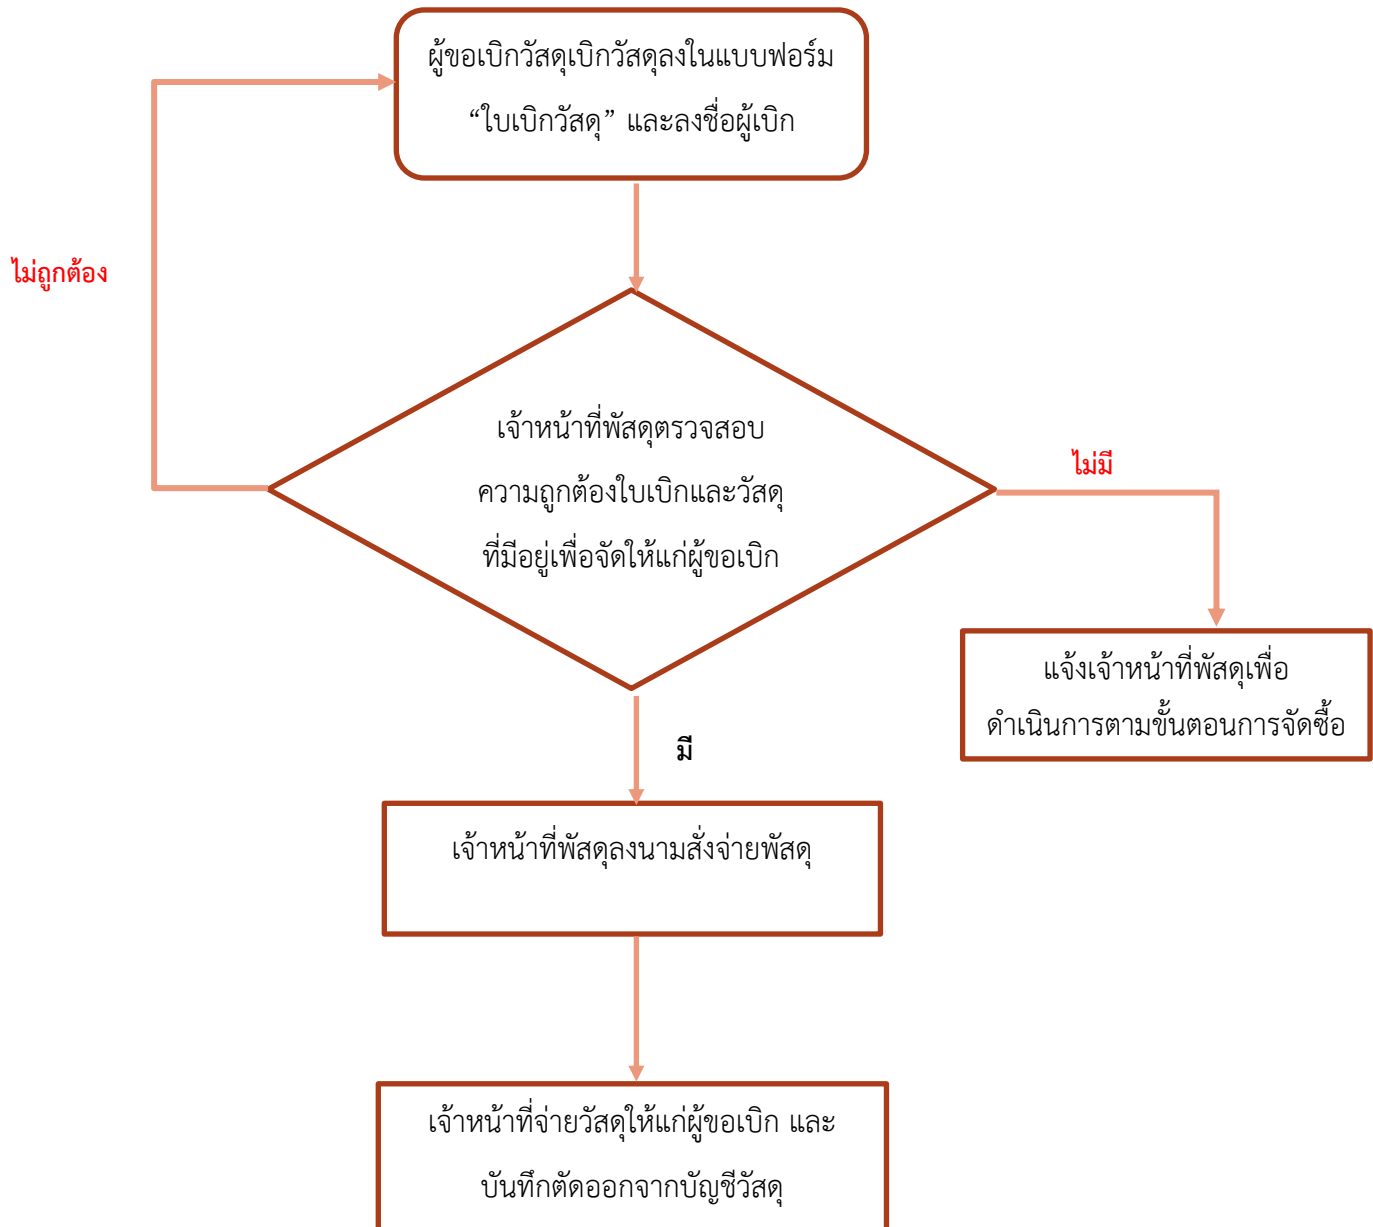 ผู้ขอเบิกวัสดุเบิกวัสดุลงในแบบฟอร์ม
“ใบเบิกวัสดุ” และลงชื่อผู้เบิก
ไม่ถูกต้อง
เจ้าหน้าที่พัสดุตรวจสอบ
ความถูกต้องใบเบิกและวัสดุ
ที่มีอยู่เพื่อจัดให้แก่ผู้ขอเบิก
ไม่มี
แจ้งเจ้าหน้าที่พัสดุเพื่อ
ดำเนินการตามขั้นตอนการจัดซื้อ
มี
เจ้าหน้าที่พัสดุลงนามสั่งจ่ายพัสดุ
เจ้าหน้าที่จ่ายวัสดุให้แก่ผู้ขอเบิก และ
บันทึกตัดออกจากบัญชีวัสดุ